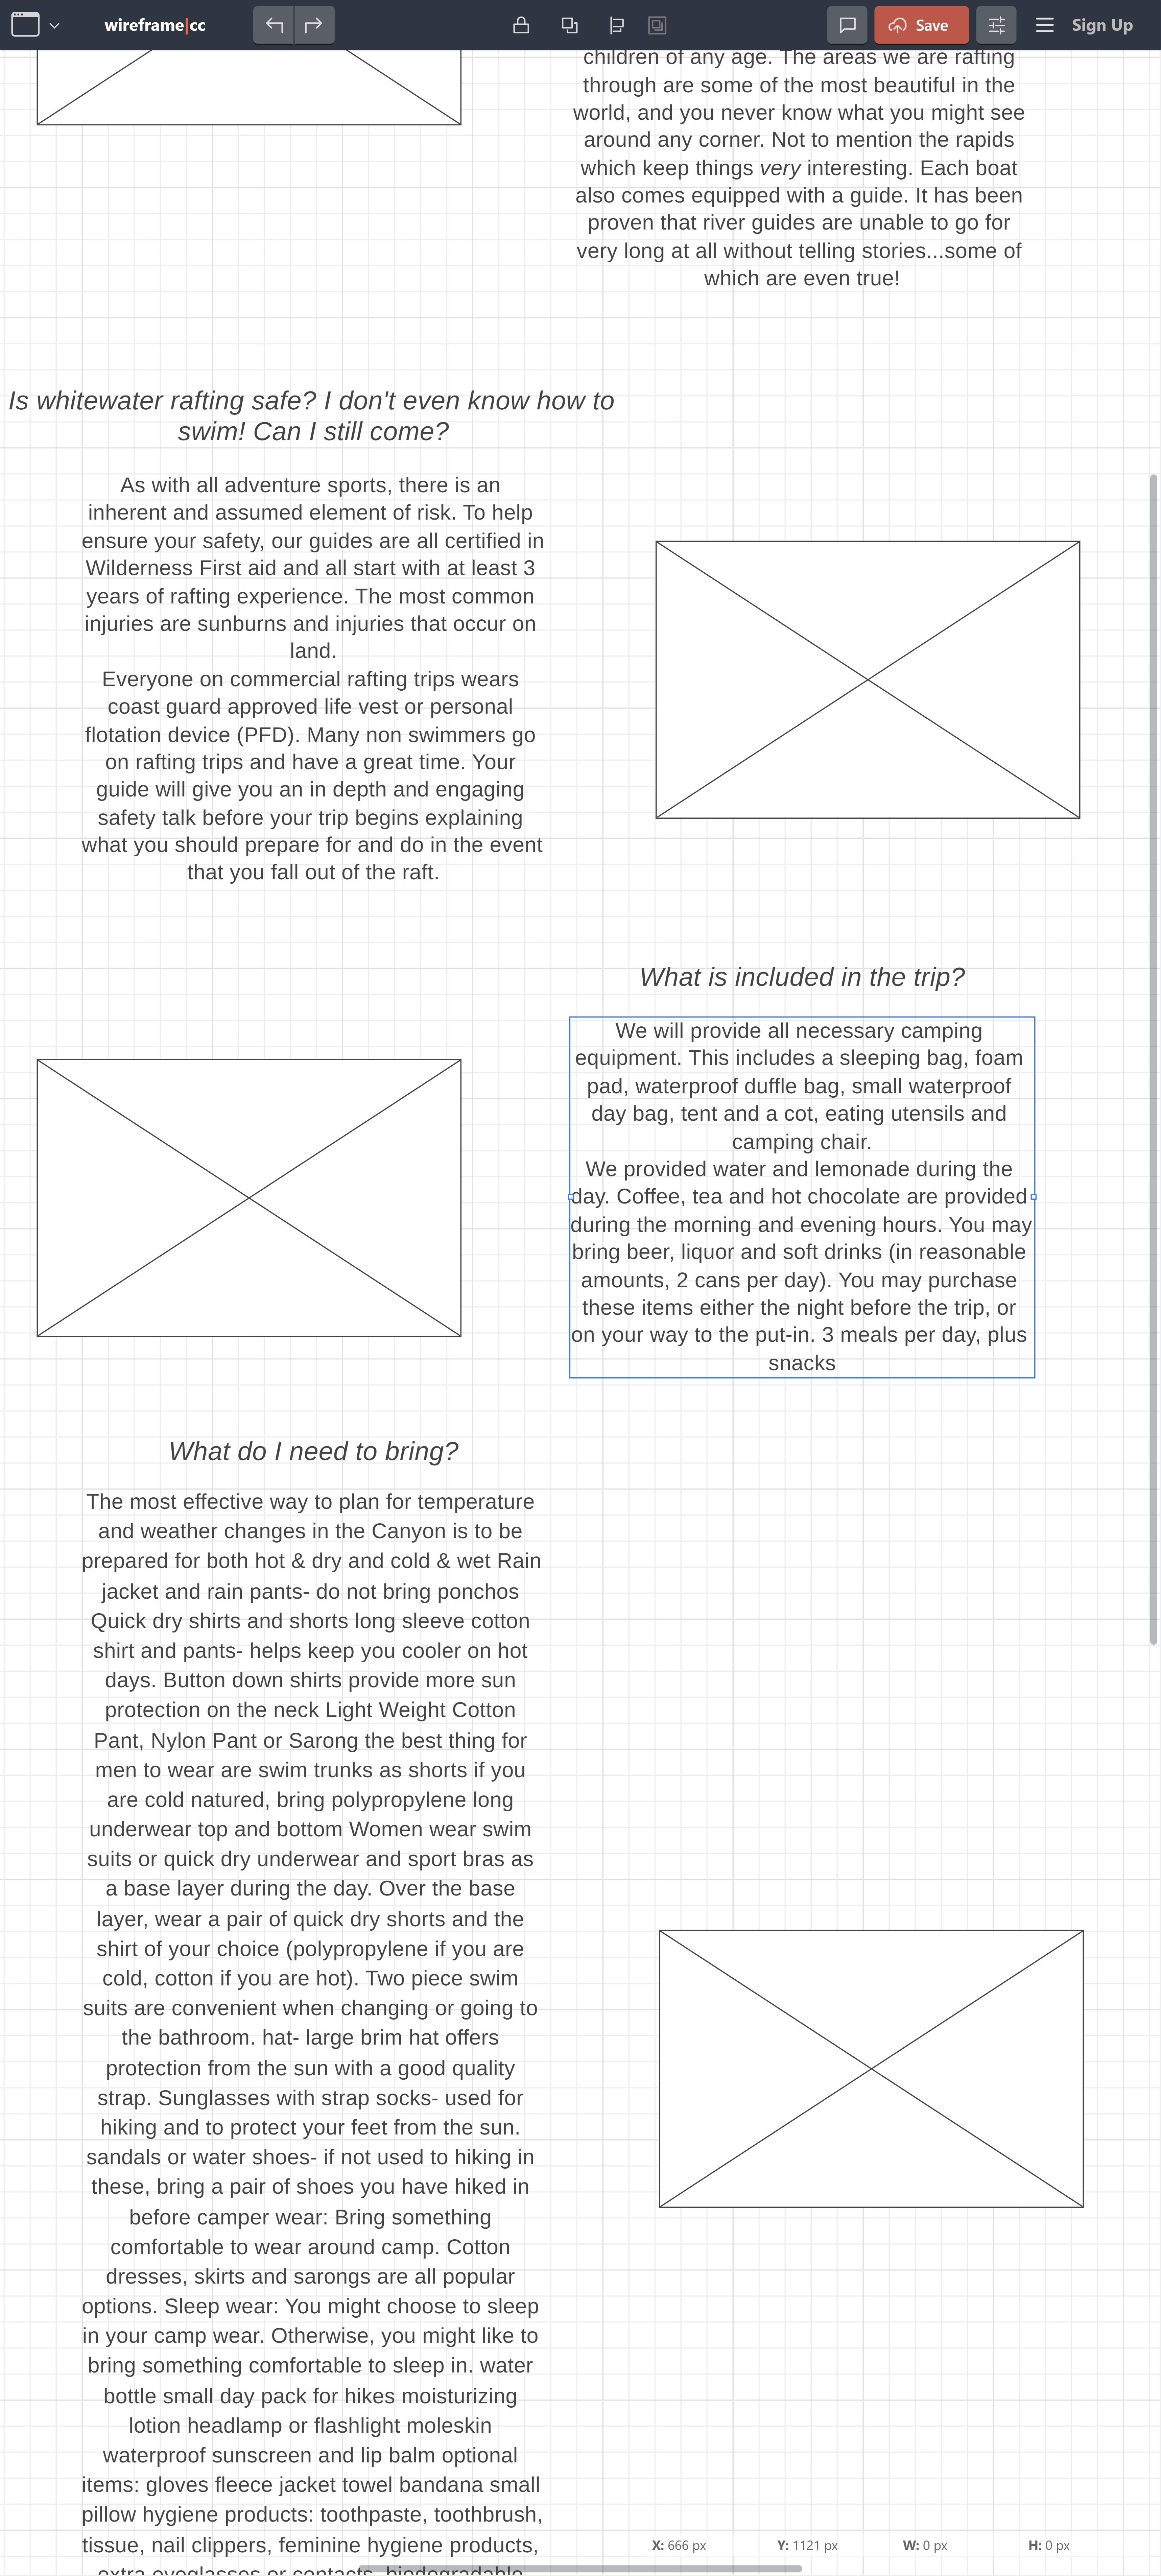 wireframe|cc
Save
Sign Up
children of any age. The areas we are rafting
through are some of the most beautiful in the
world, and you never know what you might see
around any corner. Not to mention the rapids
which keep things very interesting. Each boat
also comes equipped with a guide. It has been
proven that river guides are unable to go for
very long at all without telling stories...some of
which are even true!
Is whitewater rafting safe? I don't even know how to
swim! Can I still come?
As with all adventure sports, there is an
inherent and assumed element of risk. To help
ensure your safety, our guides are all certified in
Wilderness First aid and all start with at least 3
years of rafting experience. The most common
injuries are sunburns and injuries that occur on
land.
Everyone on commercial rafting trips wears
coast guard approved life vest or personal
flotation device (PFD). Many non swimmers go
on rafting trips and have a great time. Your
guide will give you an in depth and engaging
safety talk before your trip begins explaining
what you should prepare for and do in the event
that you fall out of the raft.
What is included in the trip?
We will provide all necessary camping
equipment. This includes a sleeping bag, foam
pad, waterproof duffle bag, small waterproof
day bag, tent and a cot, eating utensils and
camping chair.
We provided water and lemonade during the
day. Coffee, tea and hot chocolate are provided
during the morning and evening hours. You may
bring beer, liquor and soft drinks (in reasonable
amounts, 2 cans per day). You may purchase
these items either the night before the trip, or
on your way to the put-in. 3 meals per day, plus
snacks
What do I need to bring?
The most effective way to plan for temperature
and weather changes in the Canyon is to be
prepared for both hot & dry and cold & wet Rain
jacket and rain pants- do not bring ponchos
Quick dry shirts and shorts long sleeve cotton
shirt and pants- helps keep you cooler on hot
days. Button down shirts provide more sun
protection on the neck Light Weight Cotton
Pant, Nylon Pant or Sarong the best thing for
men to wear are swim trunks as shorts if you
are cold natured, bring polypropylene long
underwear top and bottom Women wear swim
suits or quick dry underwear and sport bras as
a base layer during the day. Over the base
layer, wear a pair of quick dry shorts and the
shirt of your choice (polypropylene if you are
cold, cotton if you are hot). Two piece swim
suits are convenient when changing or going to
the bathroom. hat- large brim hat offers
protection from the sun with a good quality
strap. Sunglasses with strap socks- used for
hiking and to protect your feet from the sun.
sandals or water shoes- if not used to hiking in
these, bring a pair of shoes you have hiked in
before camper wear: Bring something
comfortable to wear around camp. Cotton
dresses, skirts and sarongs are all popular
options. Sleep wear: You might choose to sleep
in your camp wear. Otherwise, you might like to
bring something comfortable to sleep in. water
bottle small day pack for hikes moisturizing
lotion headlamp or flashlight moleskin
waterproof sunscreen and lip balm optional
items: gloves fleece jacket towel bandana small
pillow hygiene products: toothpaste, toothbrush,
tissue, nail clippers, feminine hygiene products,
extra eyeglasses or contacts, biodegradable
X: 666 px Y: 1121 px W: 0 px H: 0 px